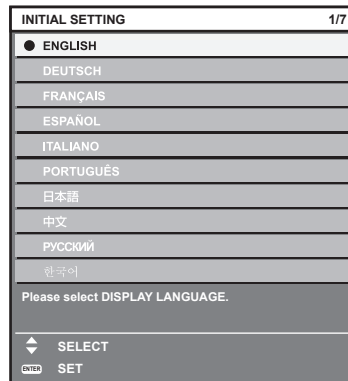 INITIAL SETTING 1/7
ENGLISH
DEUTSCH
FRANÇAIS
ESPAÑOL
ITALIANO
PORTUGUÊS
日本語
中文
РУССКИЙ
한국어
Please select DISPLAY LANGUAGE.
SELECT
ENTER SET